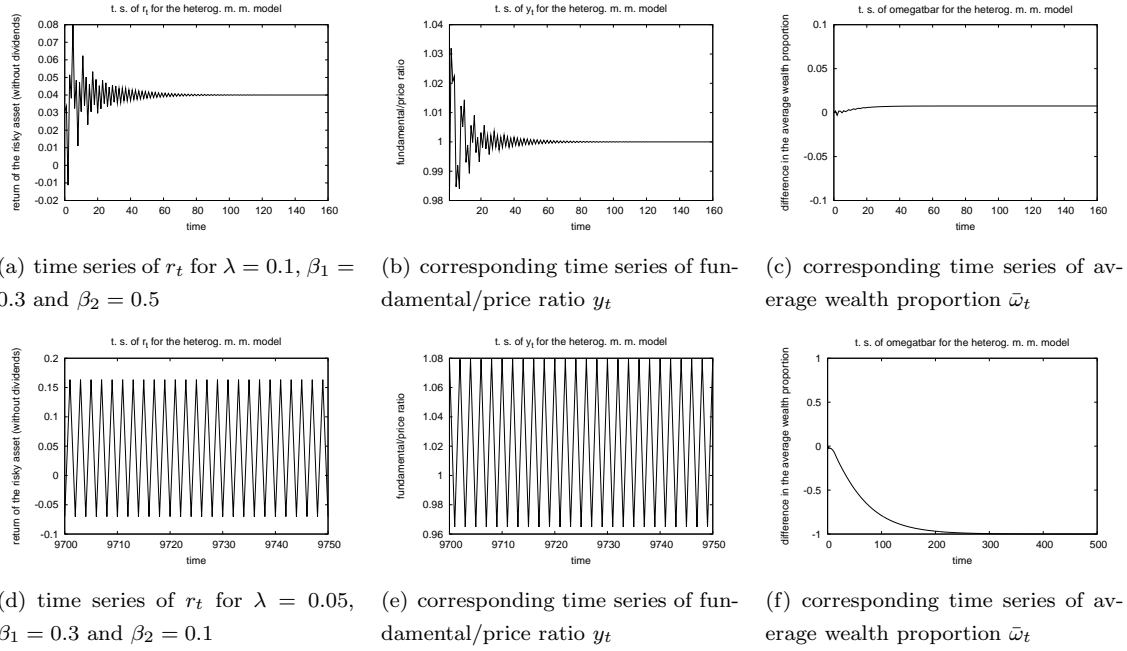 t. s. of r_t for the heterog. m. m. model
return of the risky asset (without dividends)
0.08
0.07
0.06
0.05
0.04
0.03
0.02
0.01
0
-0.01
-0.02
0 20 40 60 80 100 120 140 160
time
t. s. of y_t for the heterog. m. m. model
fundamental/price ratio
1.04
1.03
1.02
1.01
1
0.99
0.98
20 40 60 80 100 120 140 160
time
t. s. of omegatbar for the heterog. m. m. model
difference in the average wealth proportion
0.1
0.05
0
-0.05
-0.1
0 20 40 60 80 100 120 140 160
time
(a) time series of r_t for λ = 0.1, β_1 =
0.3 and β_2 = 0.5
(b) corresponding time series of fun-
damental/price ratio y_t
(c) corresponding time series of av-
erage wealth proportion ω̄_t
t. s. of r_t for the heterog. m. m. model
return of the risky asset (without dividends)
0.2
0.15
0.1
0.05
0
-0.05
-0.1
9700 9710 9720 9730 9740 9750
time
t. s. of y_t for the heterog. m. m. model
fundamental/price ratio
1.08
1.06
1.04
1.02
1
0.98
0.96
9700 9710 9720 9730 9740 9750
time
t. s. of omegatbar for the heterog. m. m. model
difference in the average wealth proportion
1
0.5
0
-0.5
-1
0 100 200 300 400 500
time
(d) time series of r_t for λ = 0.05,
β_1 = 0.3 and β_2 = 0.1
(e) corresponding time series of fun-
damental/price ratio y_t
(f) corresponding time series of av-
erage wealth proportion ω̄_t